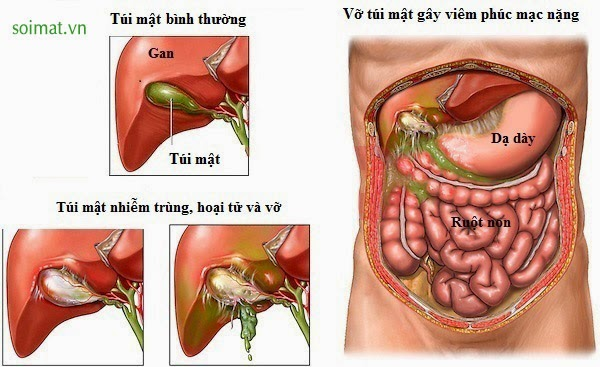 soimat.vn
Túi mật bình thường
Gan
Túi mật
Túi mật nhiễm trùng, hoại tử và vỡ
Vỡ túi mật gây viêm phúc mạc nặng
Dạ dày
Ruột non